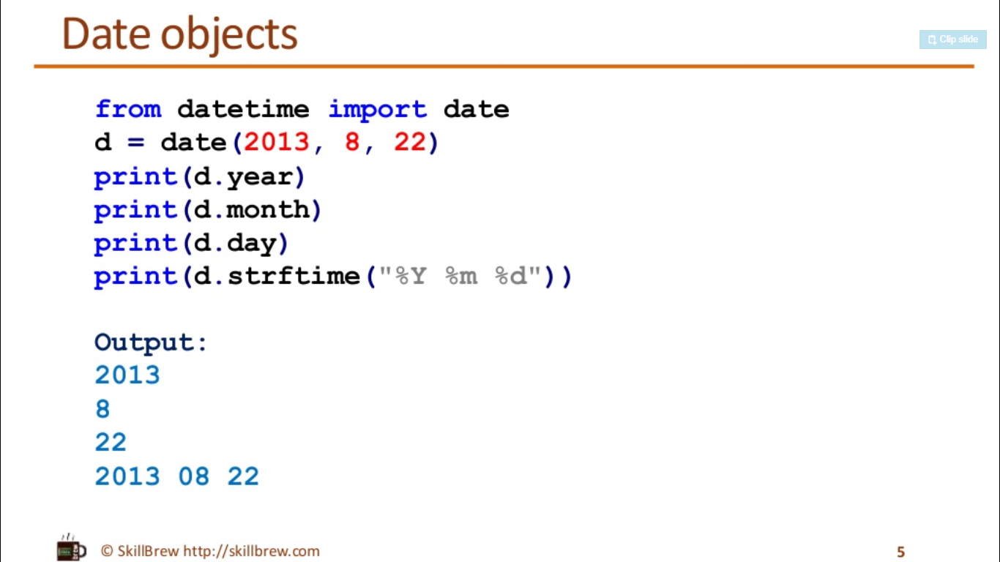 Date objects
Clip slide
from datetime import date
d = date(2013, 8, 22)
print(d.year)
print(d.month)
print(d.day)
print(d.strftime("%Y %m %d"))
Output:
2013
8
22
2013 08 22
© SkillBrew http://skillbrew.com
5